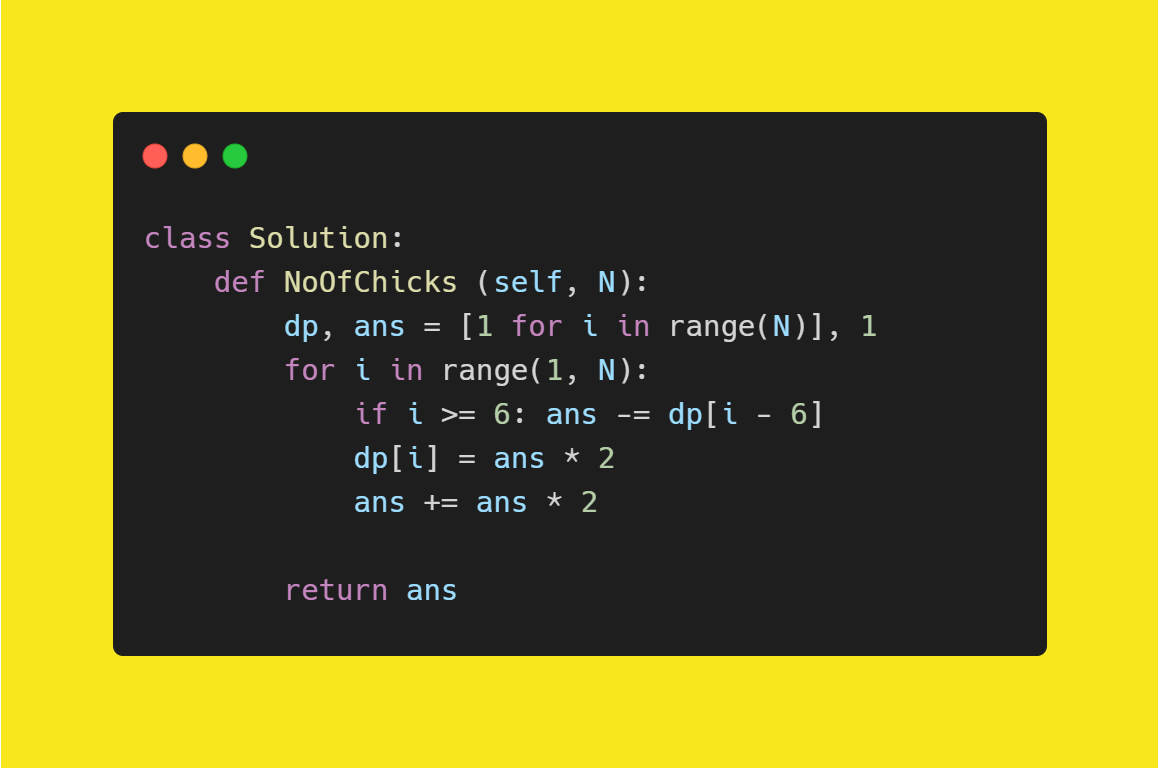 class Solution:
    def NoOfChicks (self, N):
        dp, ans = [1 for i in range(N)], 1
        for i in range(1, N):
            if i >= 6: ans -= dp[i - 6]
            dp[i] = ans * 2
            ans += ans * 2
        return ans